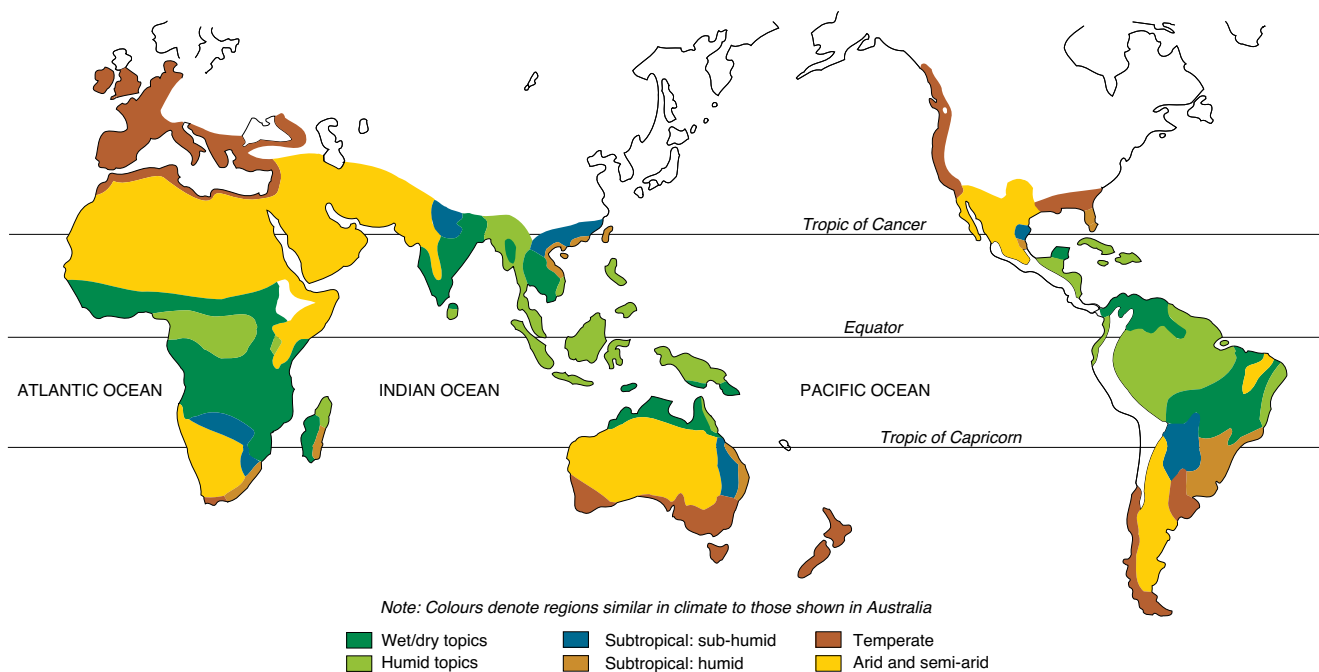 Tropic of Cancer
Equator
ATLANTIC OCEAN
INDIAN OCEAN
PACIFIC OCEAN
Tropic of Capricorn
Note: Colours denote regions similar in climate to those shown in Australia
Wet/dry topics
Subtropical: sub-humid
Temperate
Humid topics
Subtropical: humid
Arid and semi-arid